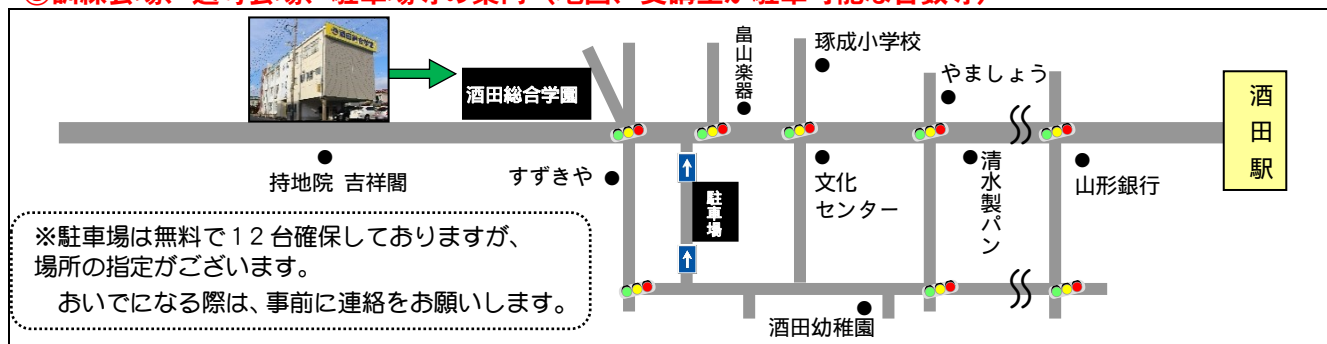 畠山楽器
琢成小学校
やましょう
酒田総合学園
酒田駅
持地院 吉祥閣
すずきや
駐車場
文化
センター
清水製パン
山形銀行
※駐車場は無料で12台確保しておりますが、
場所の指定がございます。
おいでになる際は、事前に連絡をお願いします。
酒田幼稚園